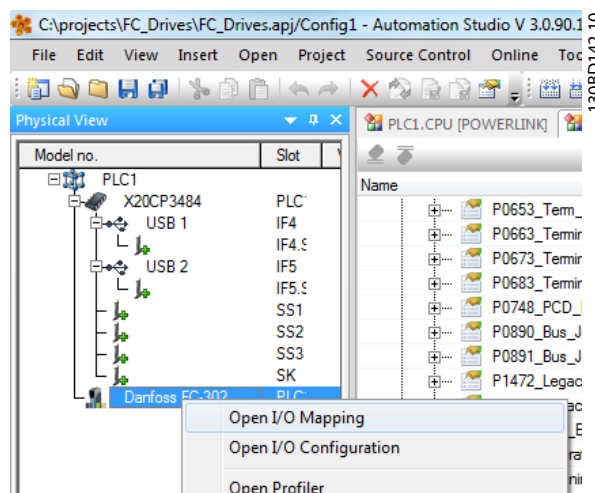 C:\projects\FC_Drives\FC_Drives.apj/Config1 - Automation Studio V 3.0.90.1
File Edit View Insert Open Project Source Control Online
130BD142.10
Physical View
PLC1.CPU [POWERLINK]
Model no. Slot
Name
PLC1
X20CP3484
USB 1 IF4
USB 2 IF5
SS1
SS2
SS3
SK
P0653_Term_
P0663_Termin
P0673_Termin
P0683_Termin
P0748_PCD_
P0890_Bus_J
P0891_Bus_J
P1472_Legac
Danfoss FC-302
Open I/O Mapping
Open I/O Configuration
Open Profiler